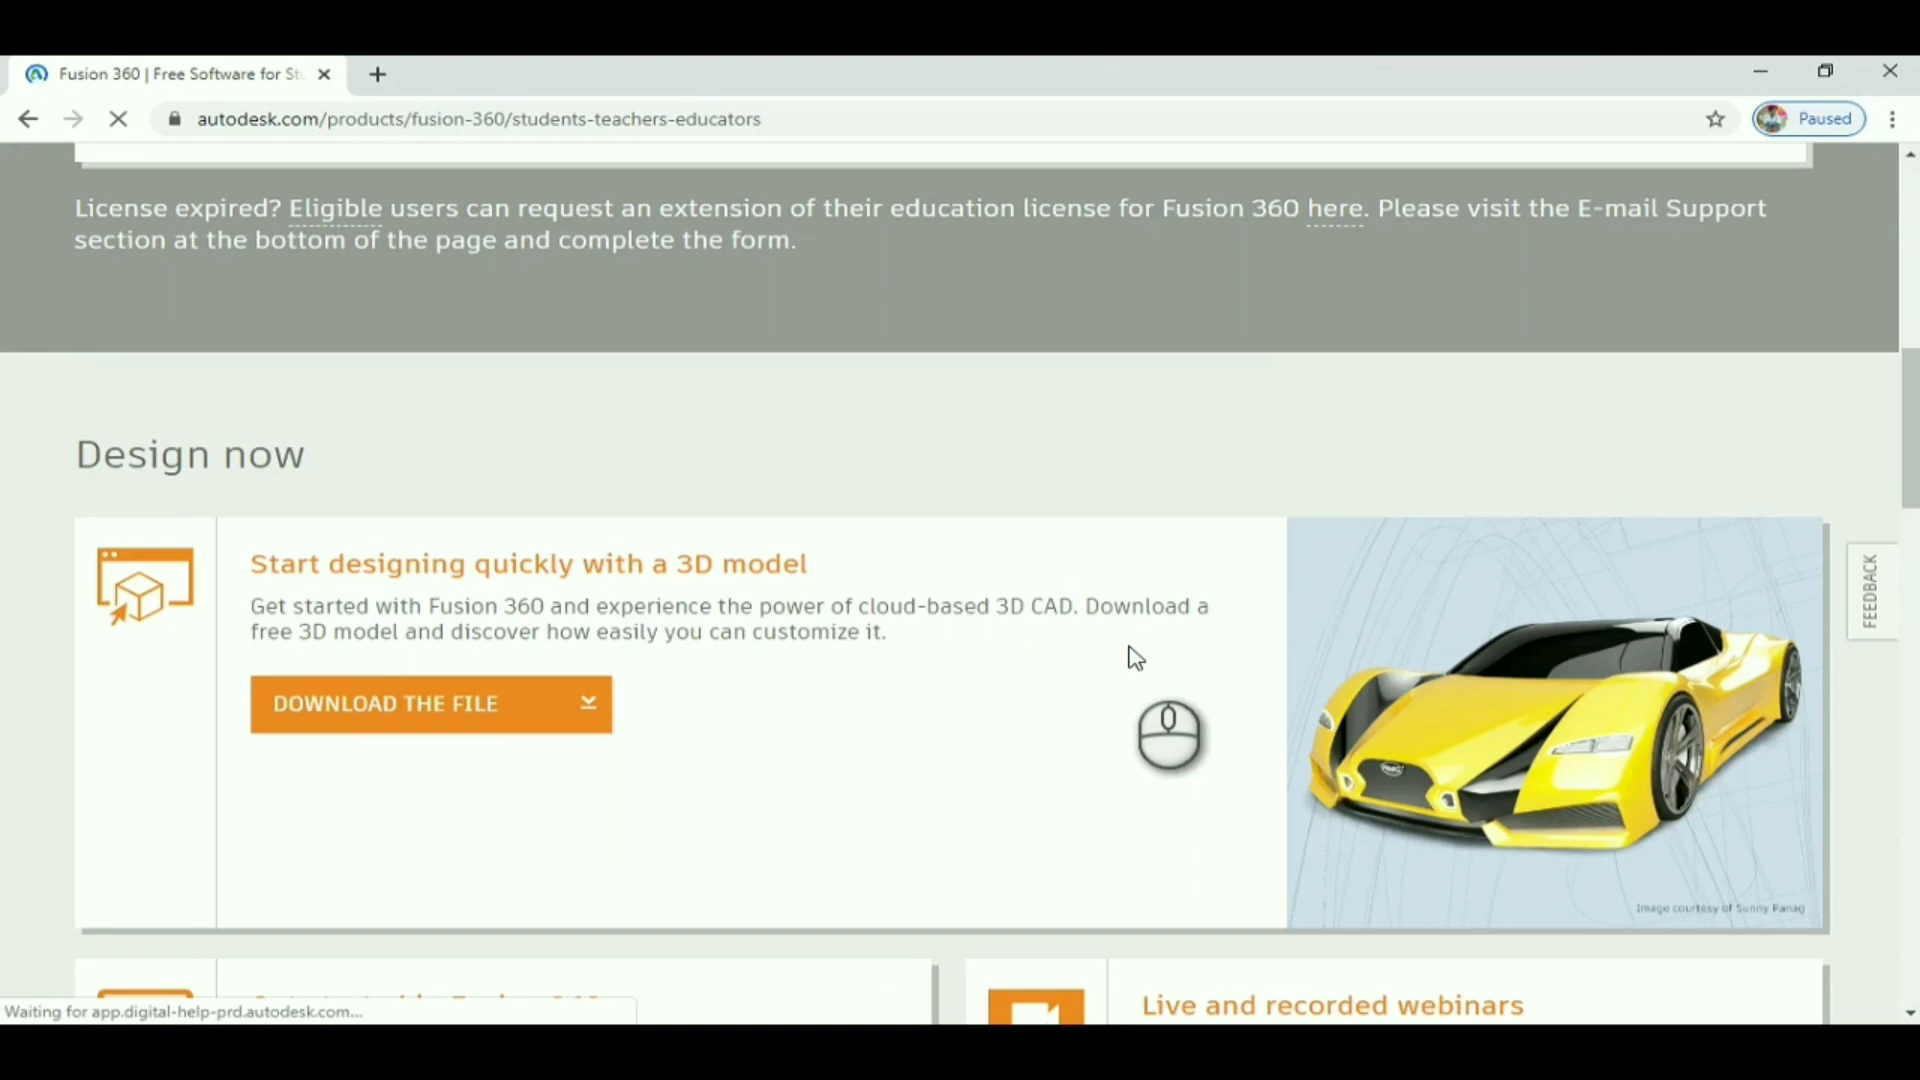 Fusion 360 | Free Software for Stu
autodesk.com/products/fusion-360/students-teachers-educators
Paused
License expired? Eligible users can request an extension of their education license for Fusion 360 here. Please visit the E-mail Support
section at the bottom of the page and complete the form.
Design now
Start designing quickly with a 3D model
Get started with Fusion 360 and experience the power of cloud-based 3D CAD. Download a
free 3D model and discover how easily you can customize it.
DOWNLOAD THE FILE
FEEDBACK
Image courtesy of Sunny Panag
Live and recorded webinars
Waiting for app.digital-help-prd.autodesk.com...